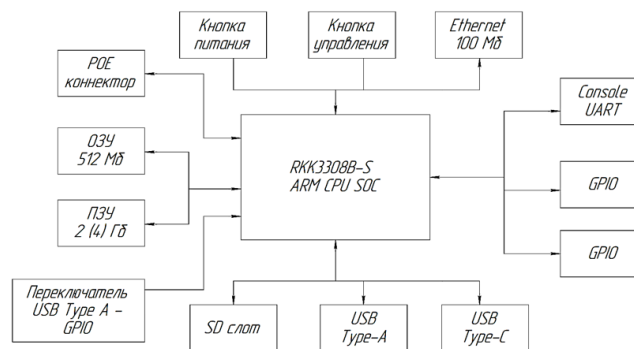 Кнопка
питания
Кнопка
управления
Ethernet
100 Мб
POE
коннектор
Console
UART
ОЗУ
512 Мб
RKK3308B-S
ARM CPU SOC
GPIO
ПЗУ
2 (4) Гб
GPIO
Переключатель
USB Type A -
GPIO
SD слот
USB
Type-A
USB
Type-C